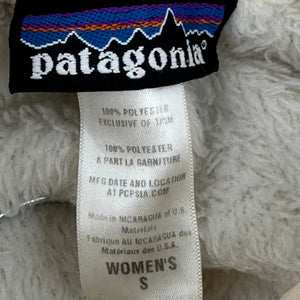 patagonia®
100% POLYESTER
EXCLUSIVE OF TRIM
100% POLYESTER
A PART LA GARNITURE
MFG DATE AND LOCATION
AT PCPSIA.COM
Made in NICARAGUA of U.S.
Materials
Fabriqué AU NICARAGUA des
Matériaux des U.S.A.
WOMEN'S
S